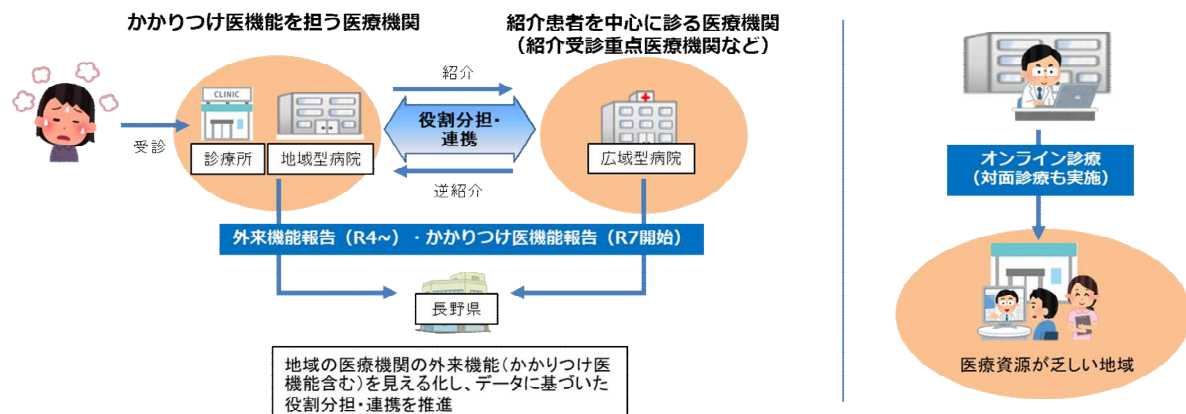 かかりつけ医機能を担う医療機関
紹介患者を中心に診る医療機関
（紹介受診重点医療機関など）
受診
CLINIC
診療所
地域型病院
紹介
役割分担・
連携
逆紹介
広域型病院
外来機能報告（R4~）・かかりつけ医機能報告（R7開始）
長野県
地域の医療機関の外来機能(かかりつけ医
機能含む)を見える化し、データに基づいた
役割分担・連携を推進
オンライン診療
(対面診療も実施)
医療資源が乏しい地域